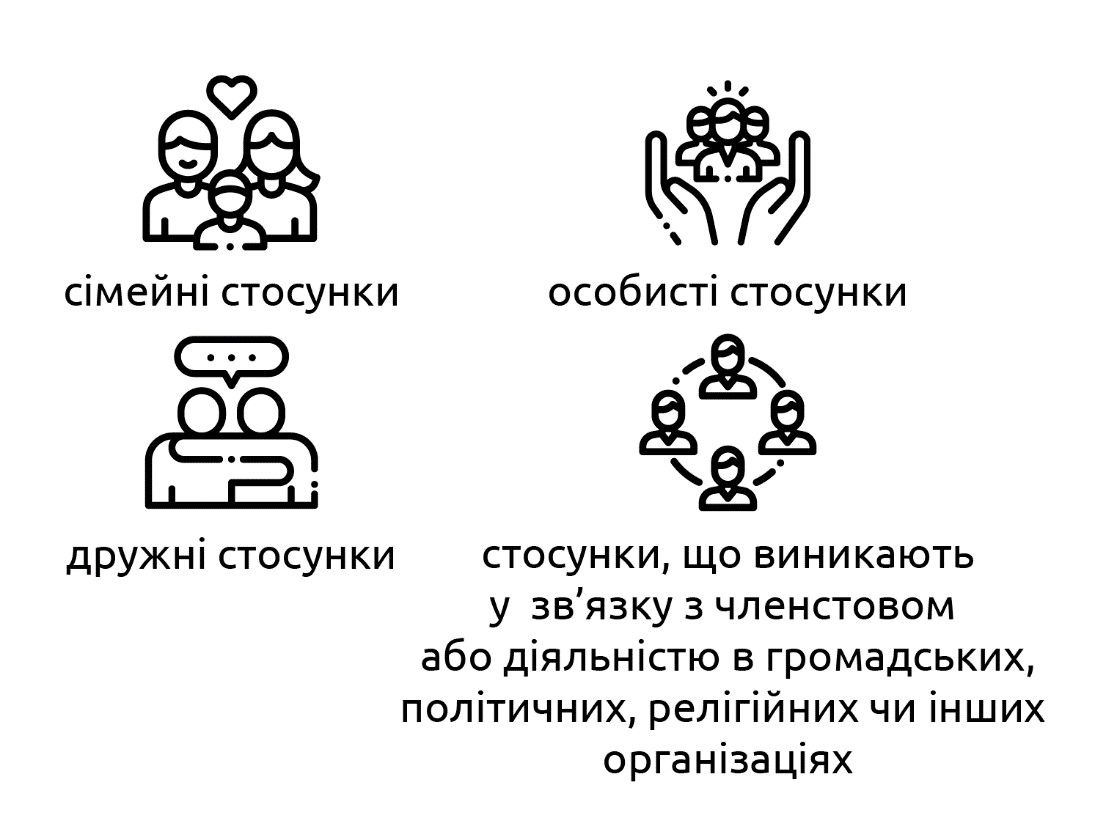 сімейні стосунки
особисті стосунки
дружні стосунки
стосунки, що виникають
у зв’язку з членстовом
або діяльністю в громадських,
політичних, релігійних чи інших
організаціях